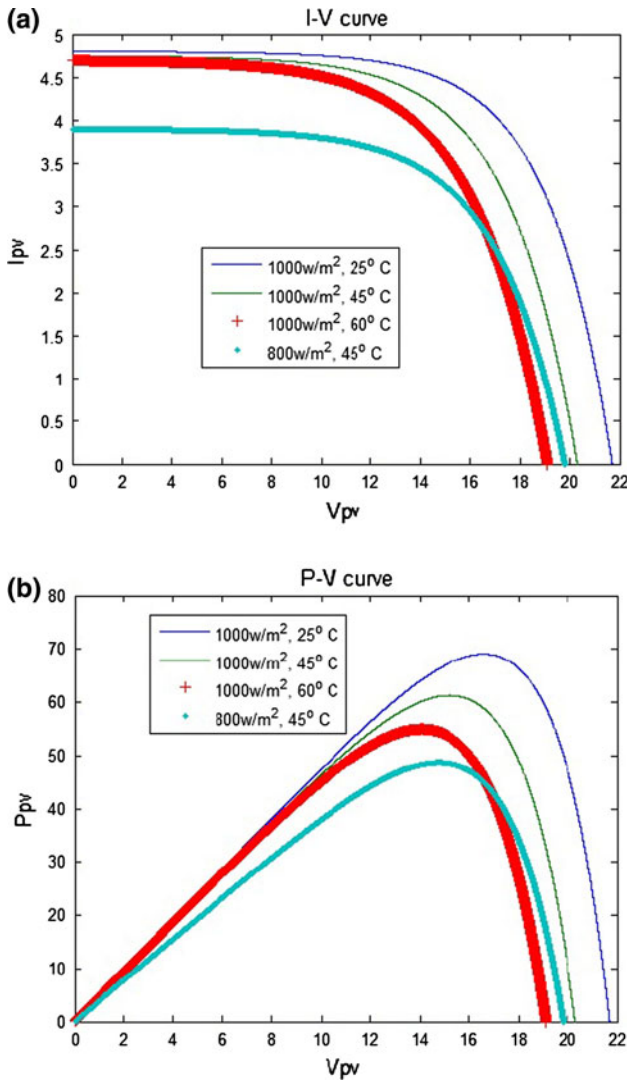 (a)
I-V curve
5
4.5
4
3.5
3
2.5
2
1.5
1
0.5
0
Ipv
1000w/m², 25° C
1000w/m², 45° C
1000w/m², 60° C
800w/m², 45° C
0 2 4 6 8 10 12 14 16 18 20 22
Vpv
(b)
P-V curve
80
70
60
50
40
30
20
10
0
Ppv
1000w/m², 25° C
1000w/m², 45° C
1000w/m², 60° C
800w/m², 45° C
0 2 4 6 8 10 12 14 16 18 20 22
Vpv